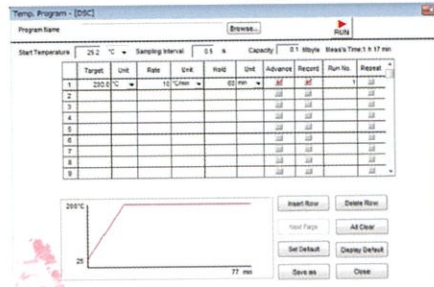 Temp. Program - [DSC]
Program Name
Browse...
RUN
Start Temperature 25.2 °C Sampling Interval 0.5 s Capacity 0.1 Mbyte Meas's Time:1 h 17 min
Target Unit Rate Unit Hold Unit Advance Record Run No. Repeat
1 °C 10 °C/min 60 min 1
2
3
4
5
6
7
8
9
25
77 min
Insert Row Delete Row
Next Page All Clear
Set Default Display Default
Save as Close